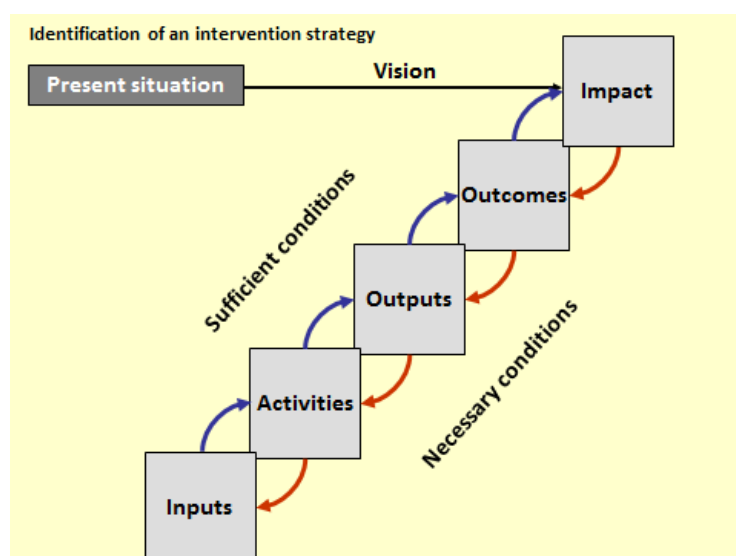 Identification of an intervention strategy
Present situation
Vision
Impact
Outcomes
Sufficient conditions
Outputs
Necessary conditions
Activities
Inputs